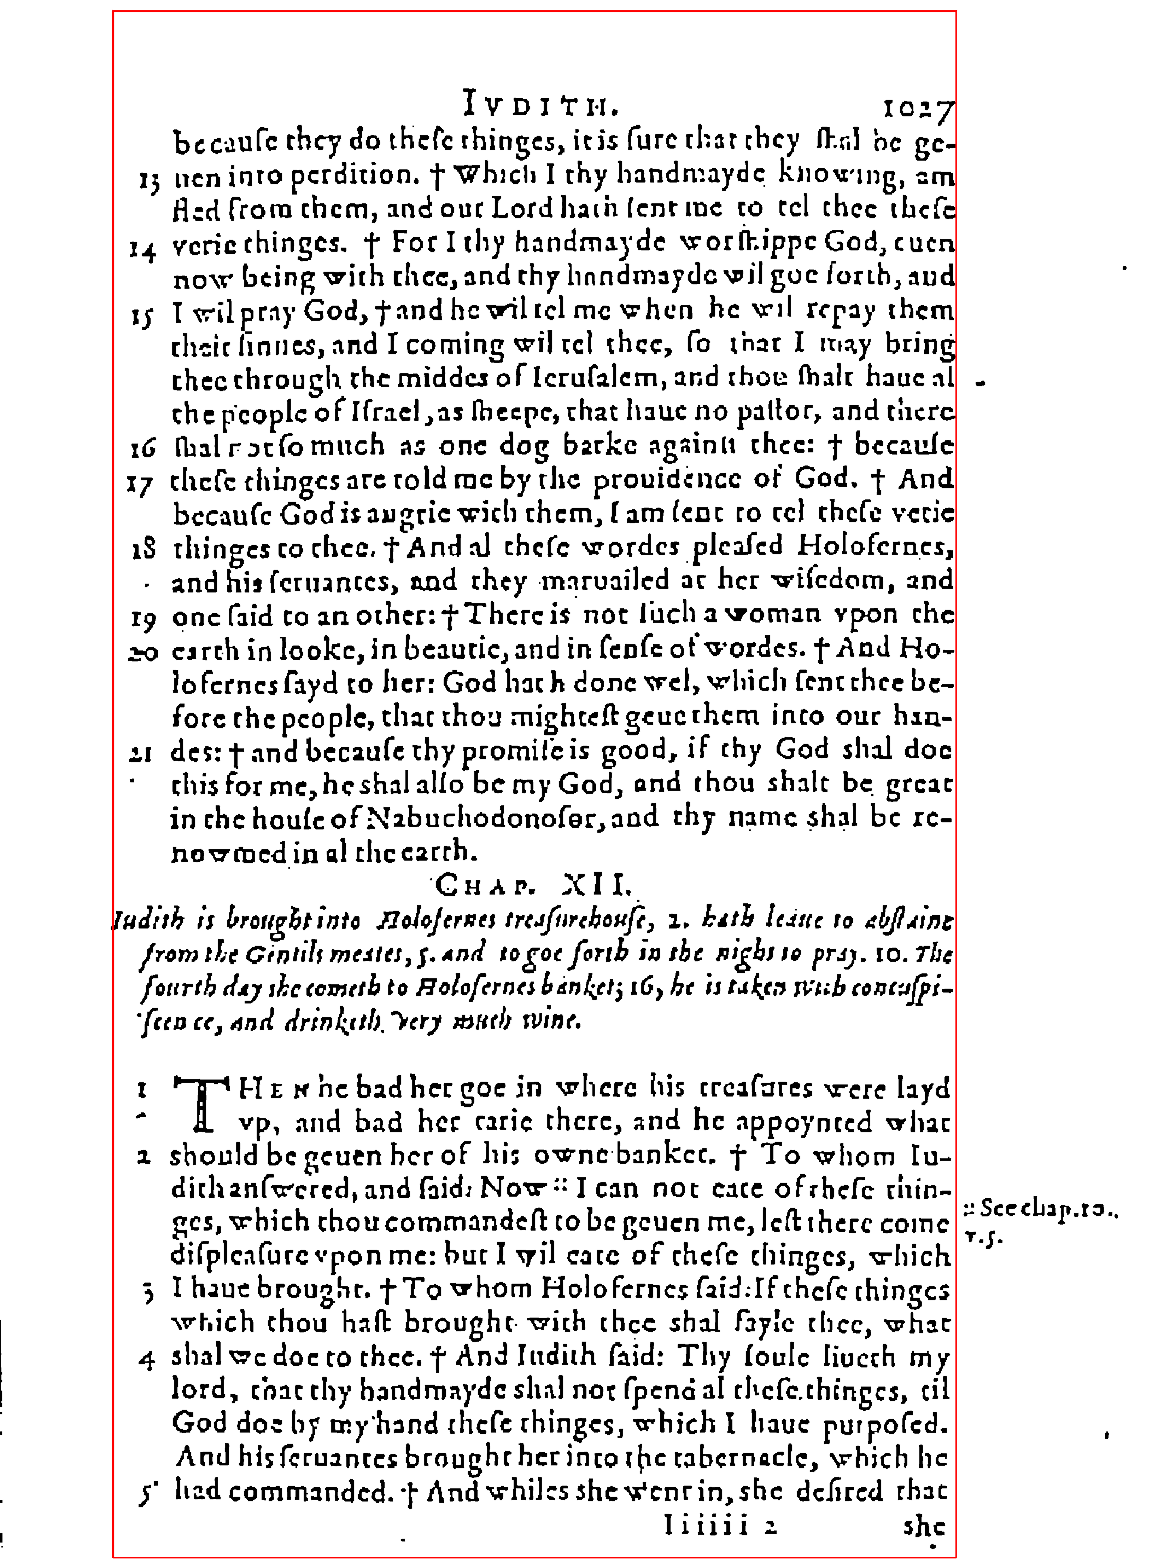 IVDITH. 1027
becauſe they do theſe thinges, it is ſure that they ſhal be ge-
13 uen into perdition. † Which I thy handmayde knowing, am
fled from them, and our Lord hath ſent me to tel thee theſe
14 verie thinges. † For I thy handmayde worſhippe God, euen
now being with thee, and thy handmayde wil goe forth, and
15 I wil pray God, † and he wil tel me when he wil repay them
their ſinnes, and I coming wil tel thee, ſo that I may bring
thee through the middes of Ieruſalem, and thou ſhalt haue al
the people of Iſrael, as ſheepe, that haue no paſtor, and there
16 ſhal not ſo much as one dog barke againſt thee: † becauſe
17 theſe thinges are told me by the prouidence of God. † And
becauſe God is angrie with them, I am ſent to tel theſe verie
18 thinges to thee. † And al theſe wordes pleaſed Holofernes,
and his ſeruantes, and they maruailed at her wiſedom, and
19 one ſaid to an other: † There is not ſuch a woman vpon the
20 earth in looke, in beautie, and in ſenſe of wordes. † And Ho-
lofernes ſayd to her: God hath done wel, which ſent thee be-
fore the people, that thou mighteſt geue them into our han-
21 des: † and becauſe thy promiſe is good, if thy God shal doe
this for me, he shal alſo be my God, and thou shalt be great
in the houſe of Nabuchodonoſor, and thy name shal be re-
nowmed in al the earth.
CHAP. XII.
Iudith is brought into Holofernes treaſurehouſe, 2. hath leaue to abſtaine
from the Gentils meates, 5. and to goe forth in the night to pray. 10. The
fourth day she cometh to Holofernes banket; 16, he is taken with concuſpi-
ſcence, and drinketh very much wine.
1 THEN he bad her goe in where his treaſures were layd
vp, and bad her tarie there, and he appoynted what
2 should be geuen her of his owne banket. † To whom Iu-
dith anſwered, and ſaid: Now :: I can not eate of theſe thin-
ges, which thou commandeſt to be geuen me, leſt there come
diſpleaſure vpon me: but I wil eate of theſe thinges, which
:: See chap. 10.
v. 5.
3 I haue brought. † To whom Holofernes ſaid: If theſe thinges
which thou haſt brought with thee shal fayle thee, what
4 shal we doe to thee. † And Iudith ſaid: Thy ſoule liueth my
lord, that thy handmayde shal not ſpend al theſe thinges, til
God doe by my hand theſe thinges, which I haue purpoſed.
And his ſeruantes brought her into the tabernacle, which he
5 had commanded. † And whiles she went in, she deſired that
Iiiiii 2 she